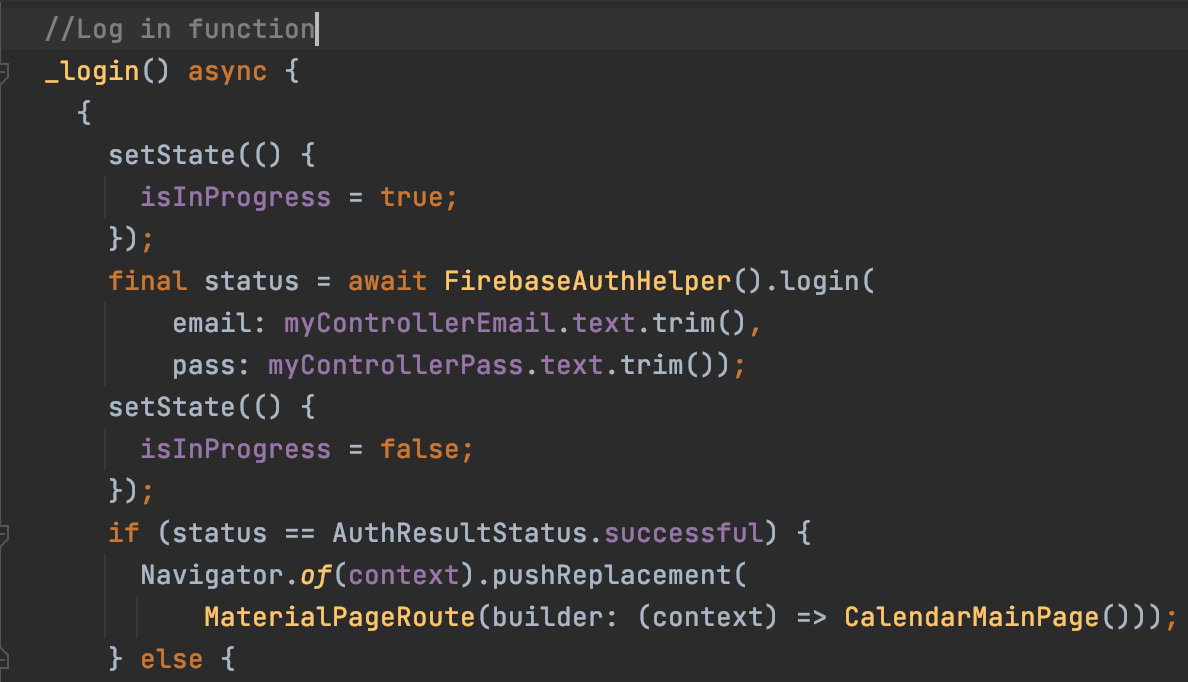 //Log in function
_login() async {
{
setState(() {
isInProgress = true;
});
final status = await FirebaseAuthHelper().login(
email: myControllerEmail.text.trim(),
pass: myControllerPass.text.trim());
setState(() {
isInProgress = false;
});
if (status == AuthResultStatus.successful) {
Navigator.of(context).pushReplacement(
MaterialPageRoute(builder: (context) => CalendarMainPage()));
} else {